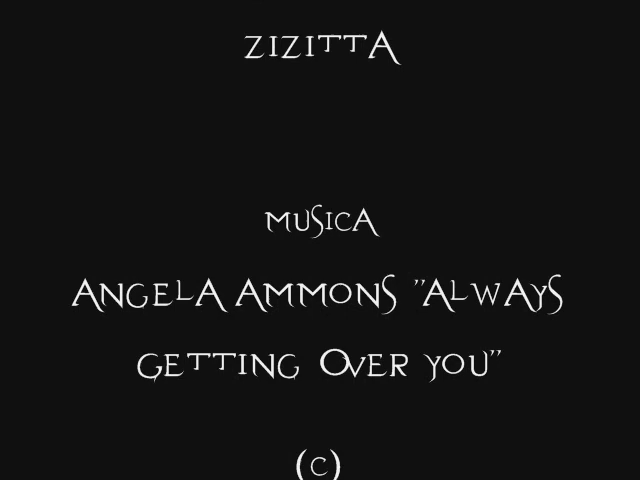 ZIZITTA
MUSICA
ANGELA AMMONS "ALWAYS
GETTING OVER YOU"
(C)